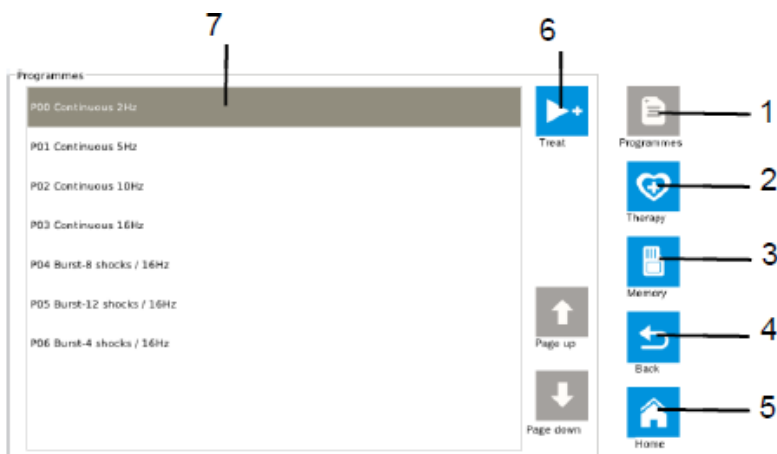 7
6
Programmes
P00 Continuous 2Hz
P01 Continuous 5Hz
P02 Continuous 10Hz
P03 Continuous 16Hz
P04 Burst-8 shocks / 16Hz
P05 Burst-12 shocks / 16Hz
P06 Burst-4 shocks / 16Hz
Treat
Page up
Page down
1
Programmes
2
Therapy
3
Memory
4
Back
5
Home